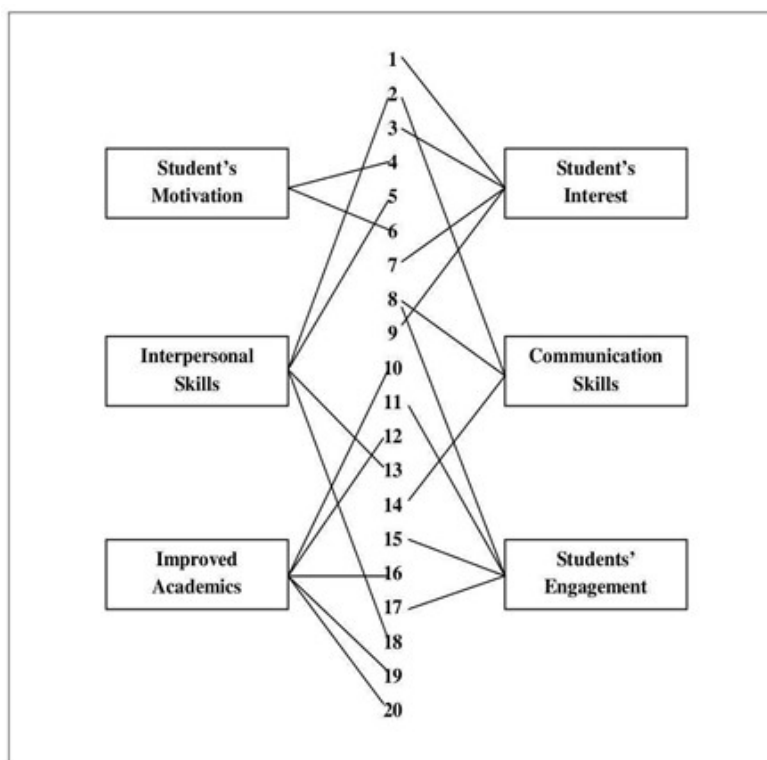 1
2
3
4
5
6
7
8
9
10
11
12
13
14
15
16
17
18
19
20
Student's
Motivation
Interpersonal
Skills
Improved
Academics
Student's
Interest
Communication
Skills
Students'
Engagement